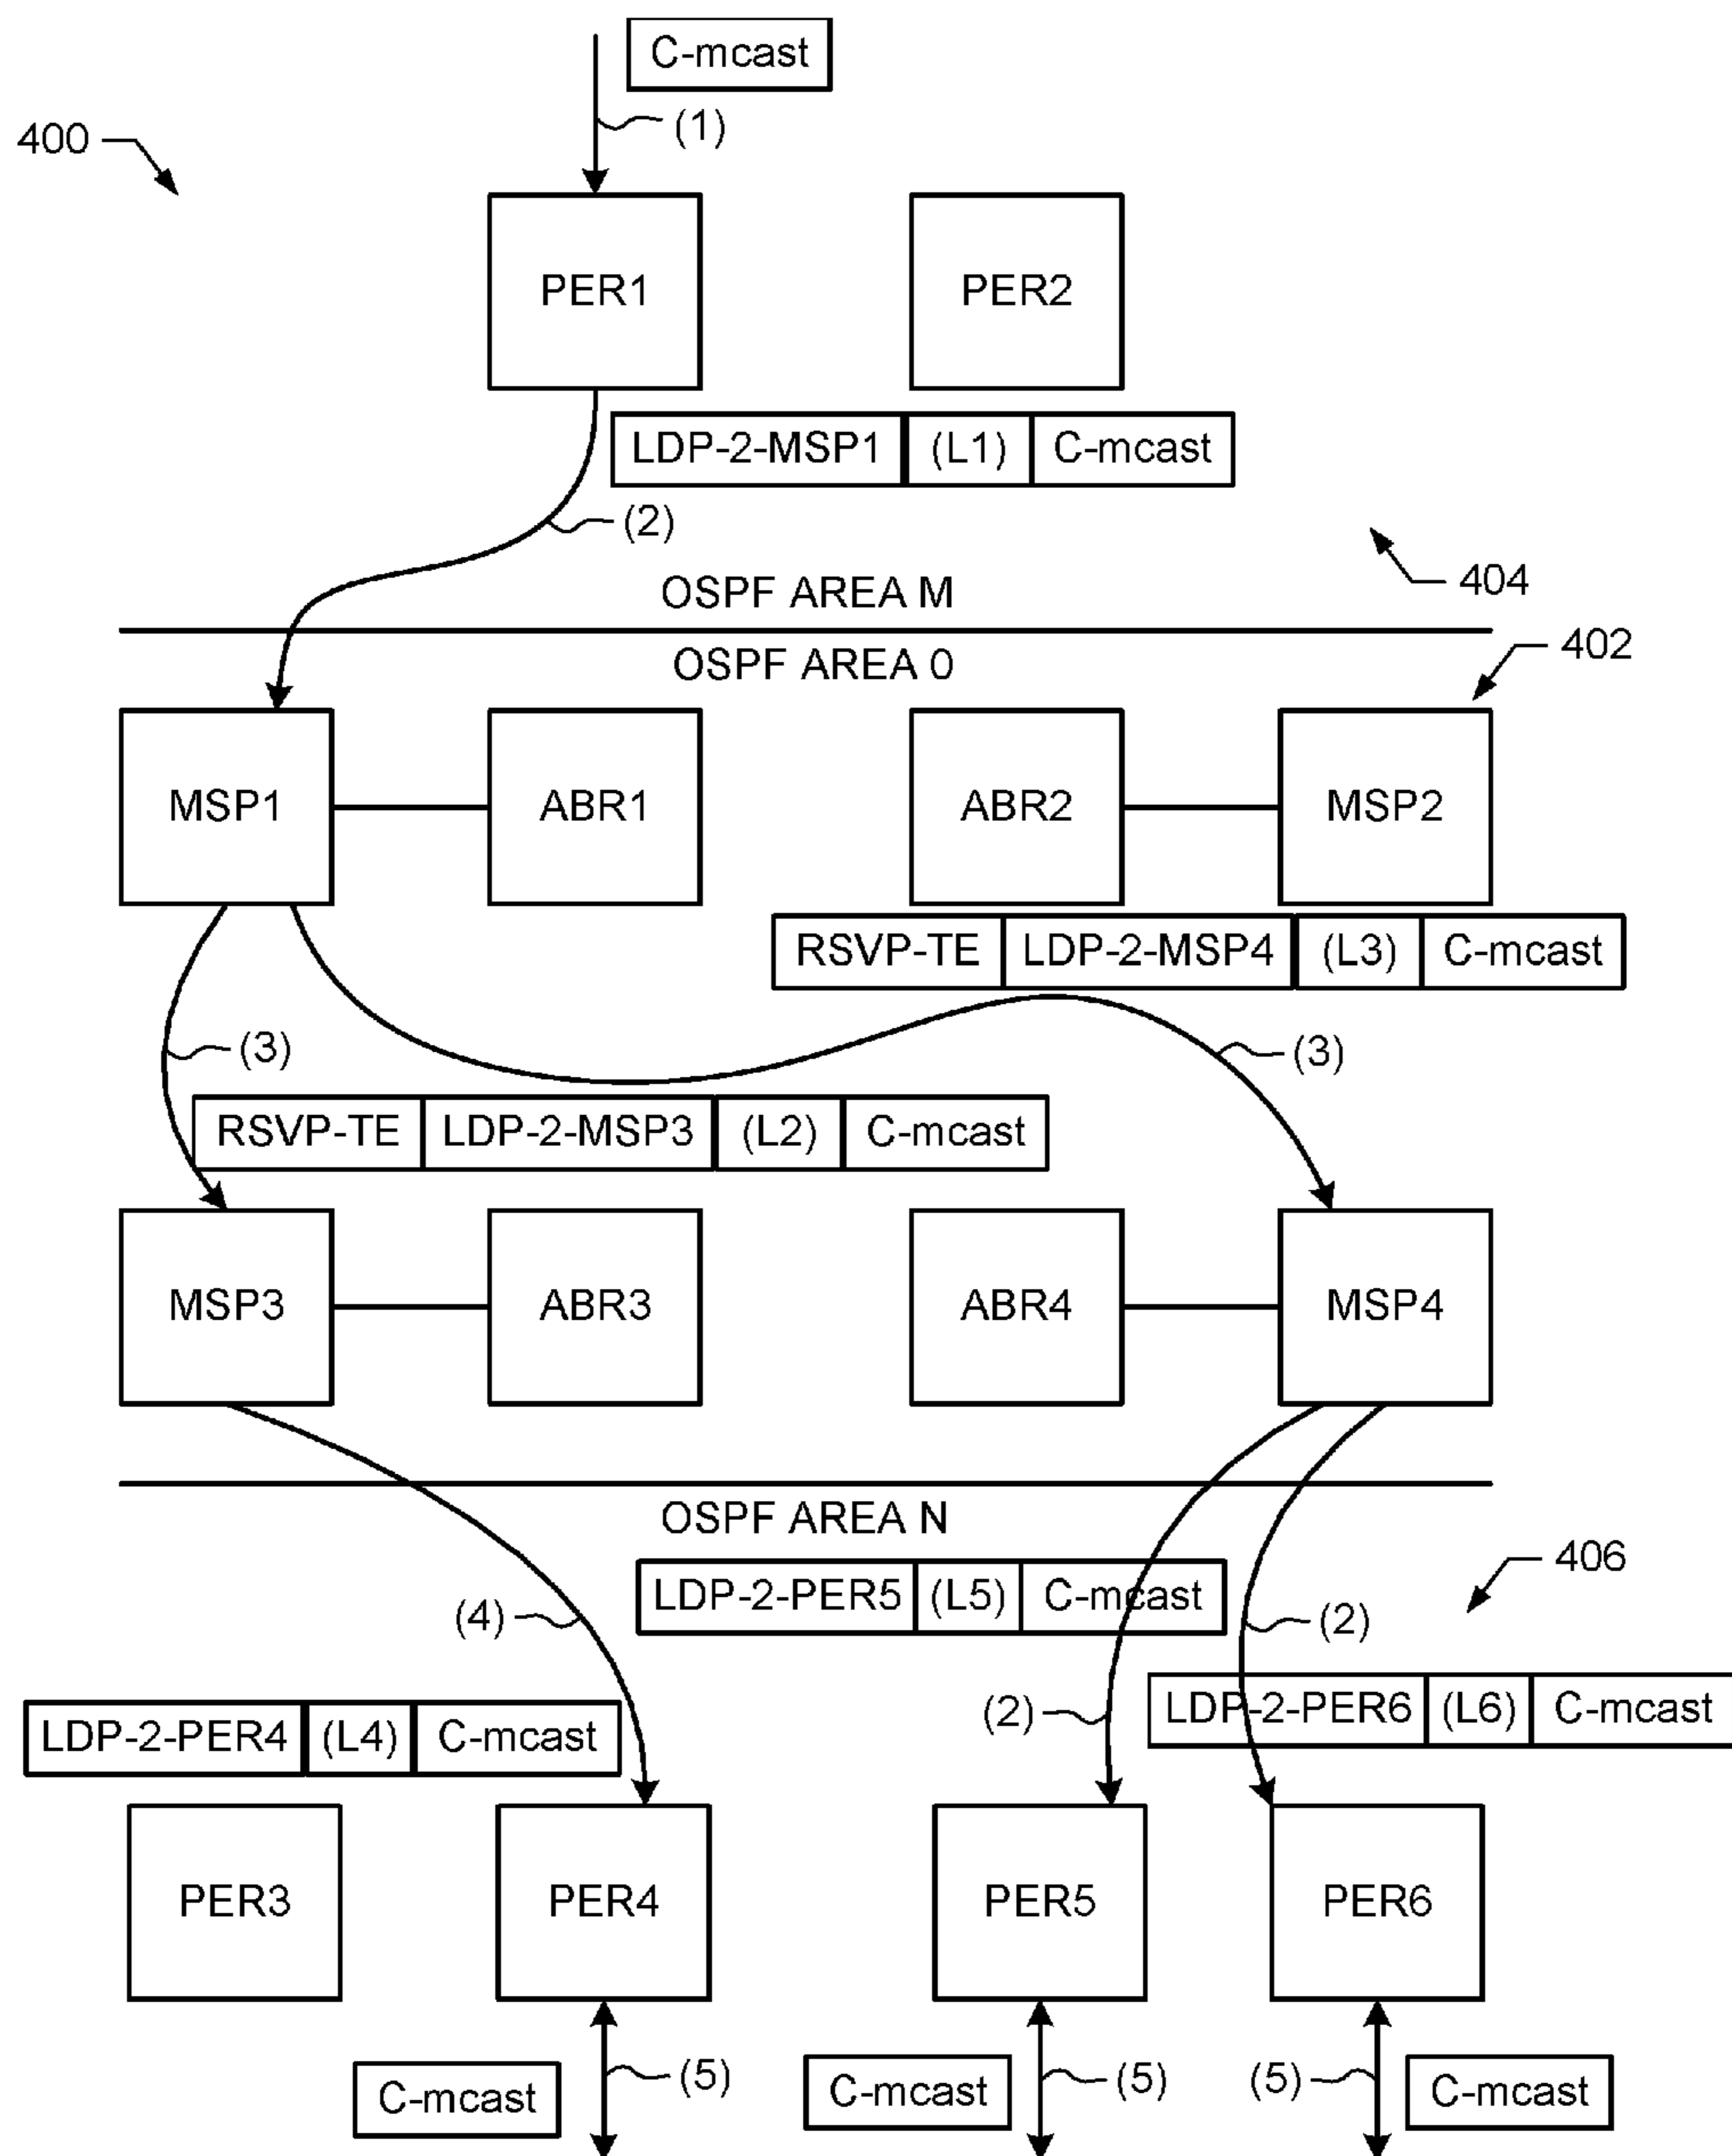 C-mcast
(1)
400
PER1 PER2
LDP-2-MSP1 (L1) C-mcast
(2)
404
OSPF AREA M
402
OSPF AREA 0
MSP1 ABR1 ABR2 MSP2
RSVP-TE LDP-2-MSP4 (L3) C-mcast
(3) (3)
RSVP-TE LDP-2-MSP3 (L2) C-mcast
MSP3 ABR3 ABR4 MSP4
OSPF AREA N
406
LDP-2-PER5 (L5) C-mcast
(4) (2)
LDP-2-PER6 (L6) C-mcast
(2)
LDP-2-PER4 (L4) C-mcast
PER3 PER4 PER5 PER6
C-mcast (5) C-mcast (5) (5) C-mcast